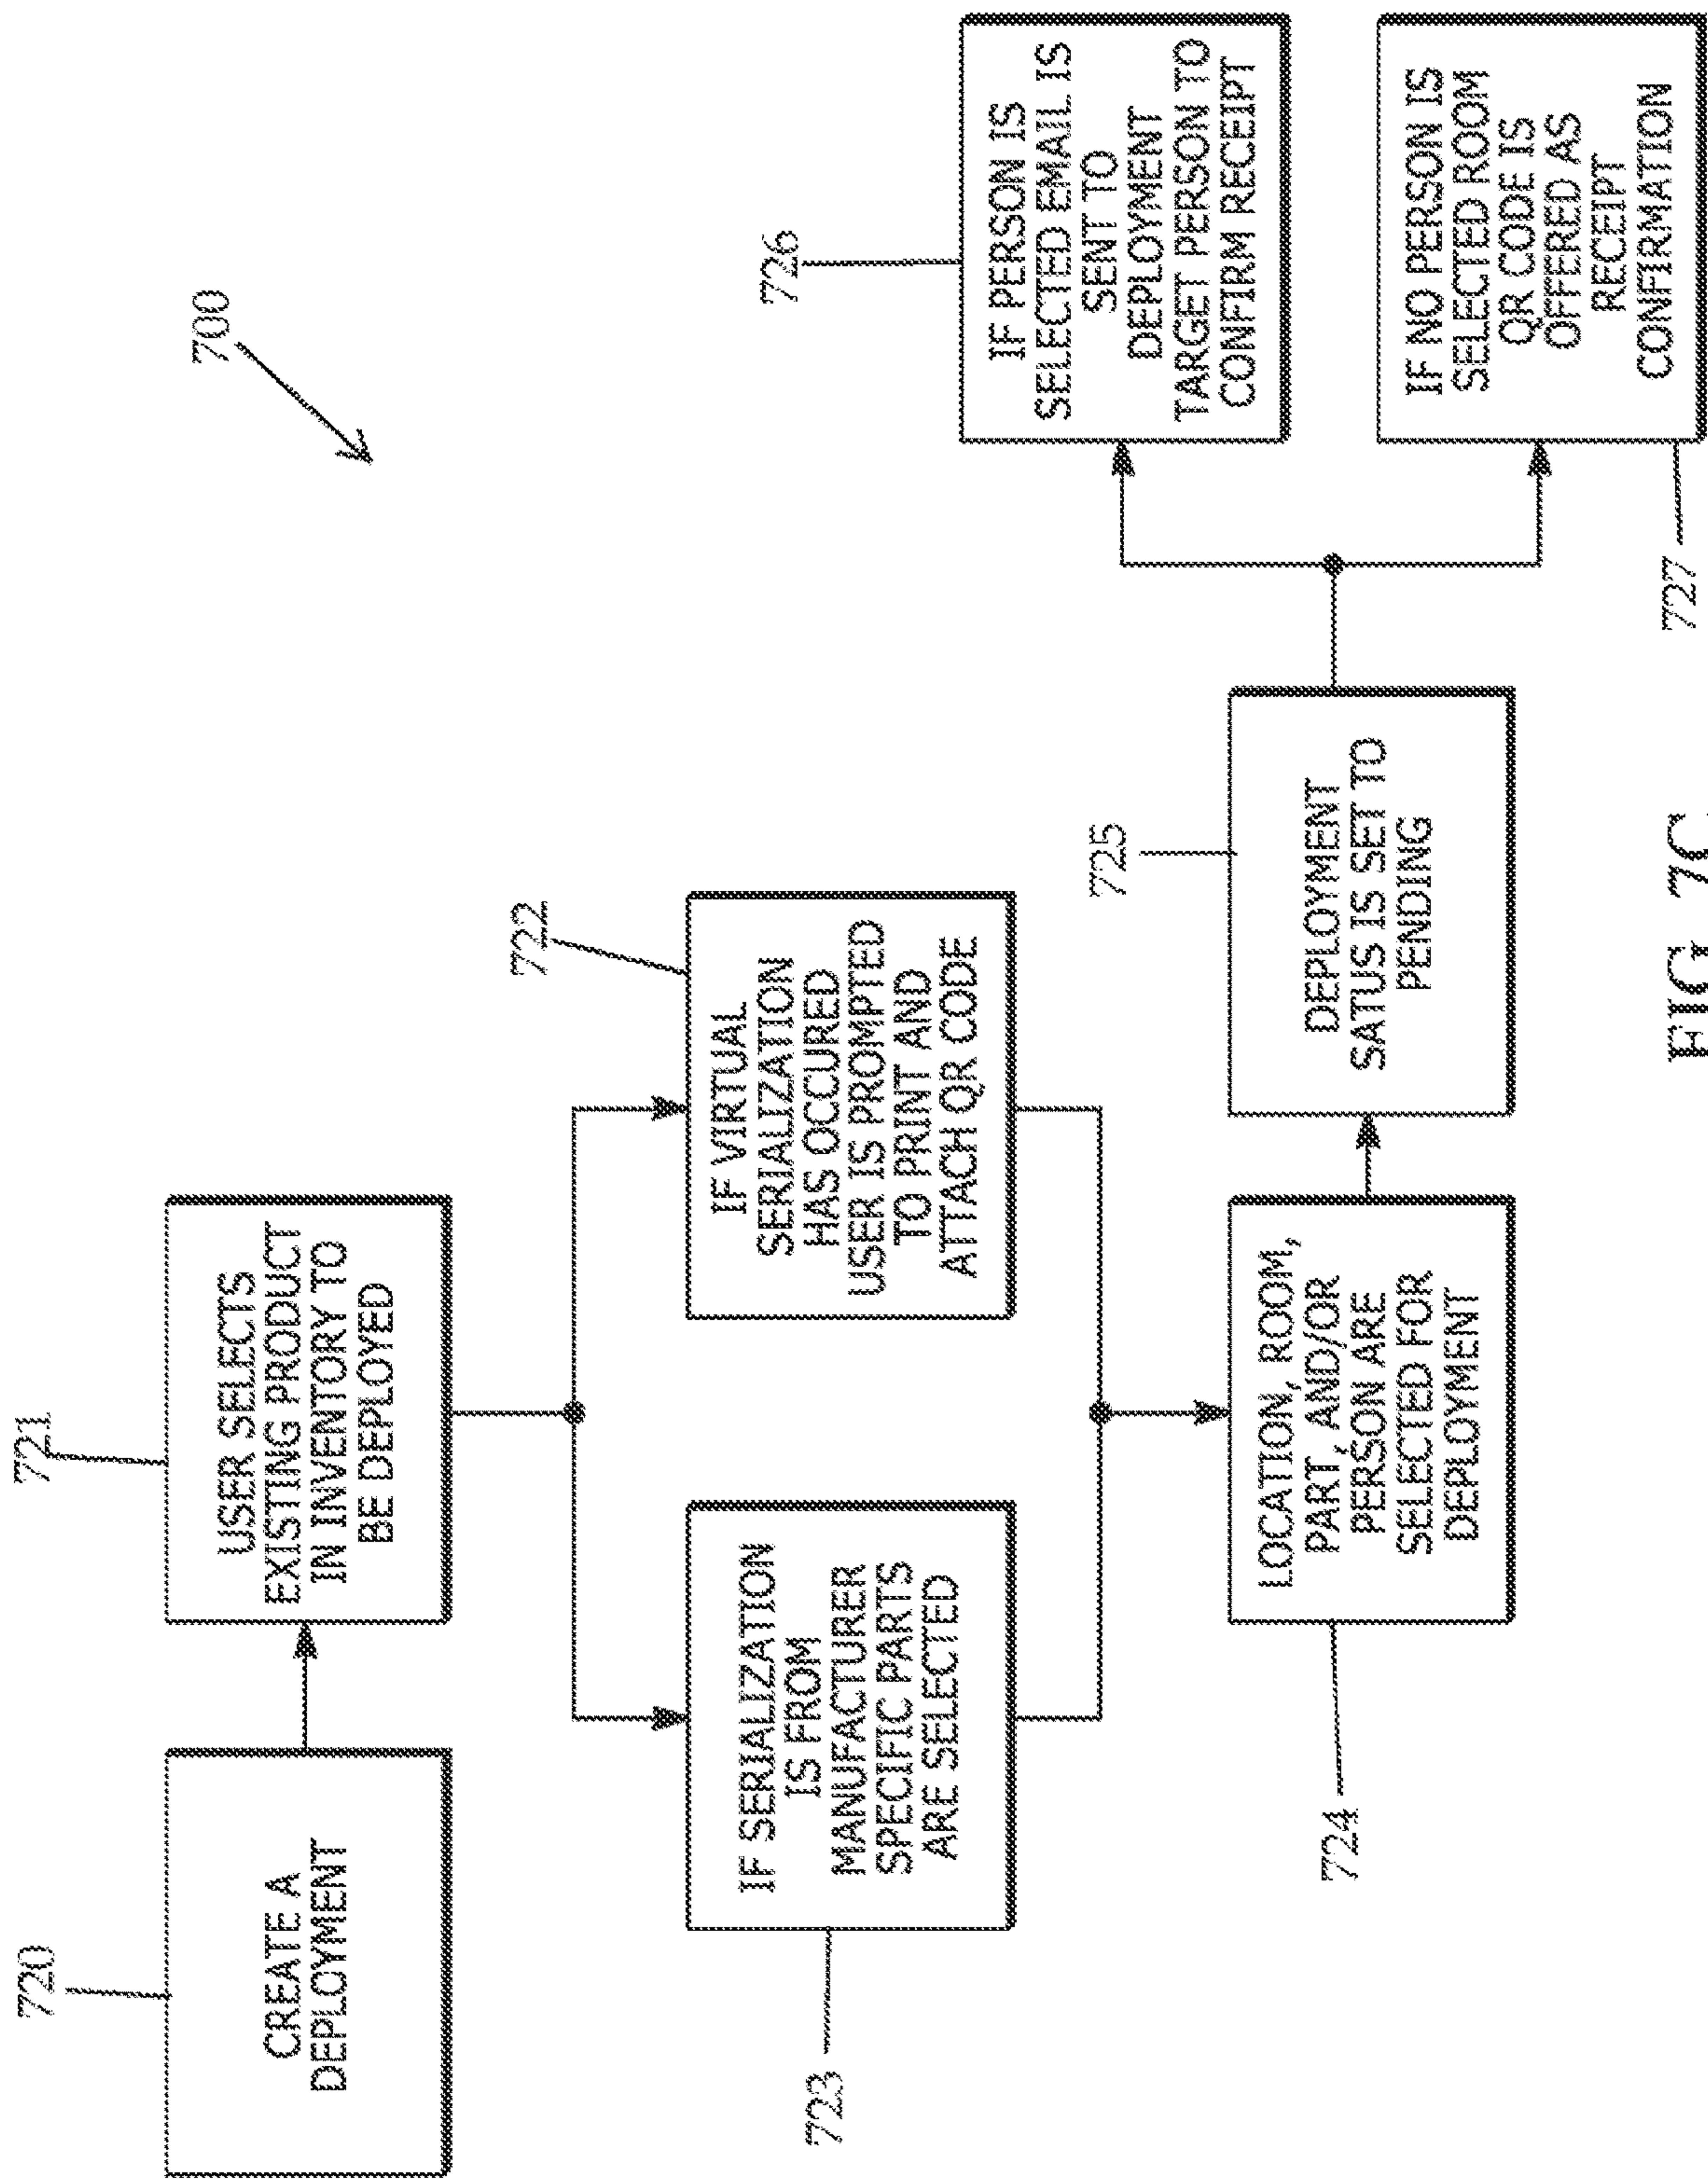 700
720
CREATE A
DEPLOYMENT
721
USER SELECTS
EXISTING PRODUCT
IN INVENTORY TO
BE DEPLOYED
722
IF VIRTUAL
SERIALIZATION
HAS OCCURED
USER IS PROMPTED
TO PRINT AND
ATTACH QR CODE
723
IF SERIALIZATION
IS FROM
MANUFACTURER
SPECIFIC PARTS
ARE SELECTED
724
LOCATION, ROOM,
PART, AND/OR
PERSON ARE
SELECTED FOR
DEPLOYMENT
725
DEPLOYMENT
SATUS IS SET TO
PENDING
726
IF PERSON IS
SELECTED EMAIL IS
SENT TO
DEPLOYMENT
TARGET PERSON TO
CONFIRM RECEIPT
727
IF NO PERSON IS
SELECTED ROOM
QR CODE IS
OFFERED AS
RECEIPT
CONFIRMATION
FIG. 7C